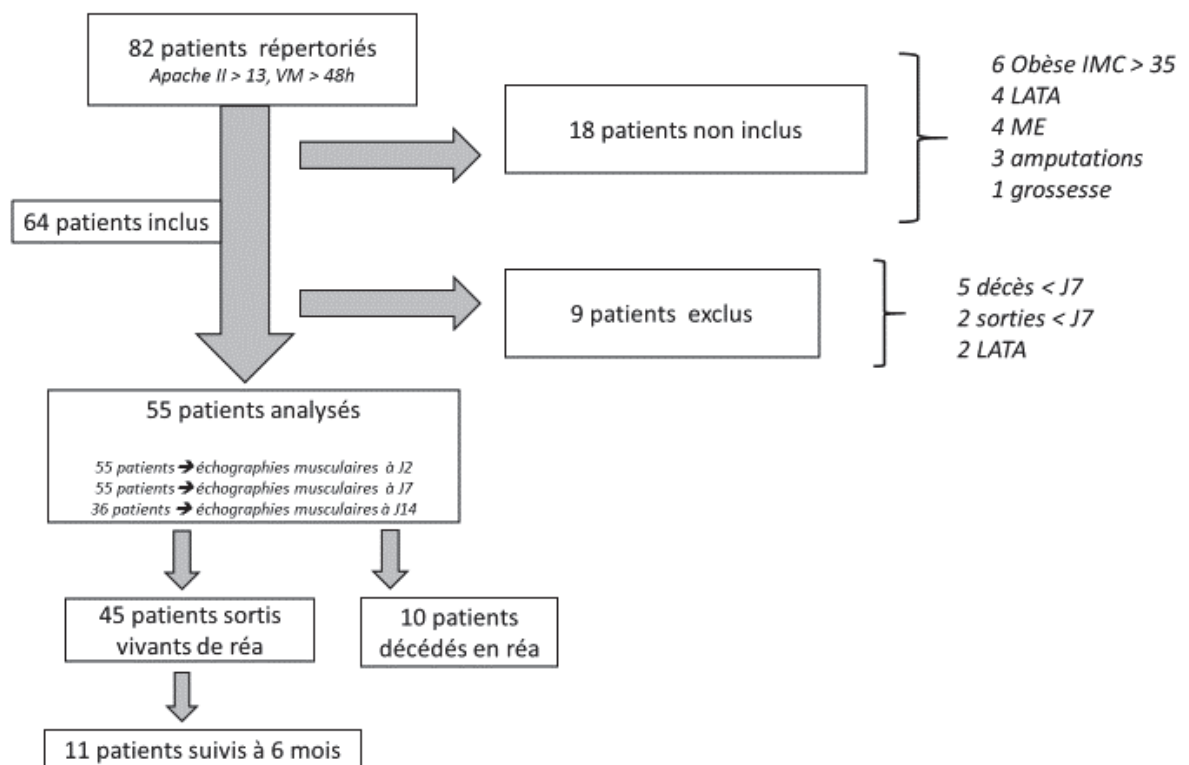 82 patients répertoriés
Apache II > 13, VM > 48h
6 Obèse IMC > 35
4 LATA
4 ME
3 amputations
1 grossesse
18 patients non inclus
64 patients inclus
5 décès < J7
2 sorties < J7
2 LATA
9 patients exclus
55 patients analysés
55 patients ➔ échographies musculaires à J2
55 patients ➔ échographies musculaires à J7
36 patients ➔ échographies musculaires à J14
45 patients sortis
vivants de réa
10 patients
décédés en réa
11 patients suivis à 6 mois